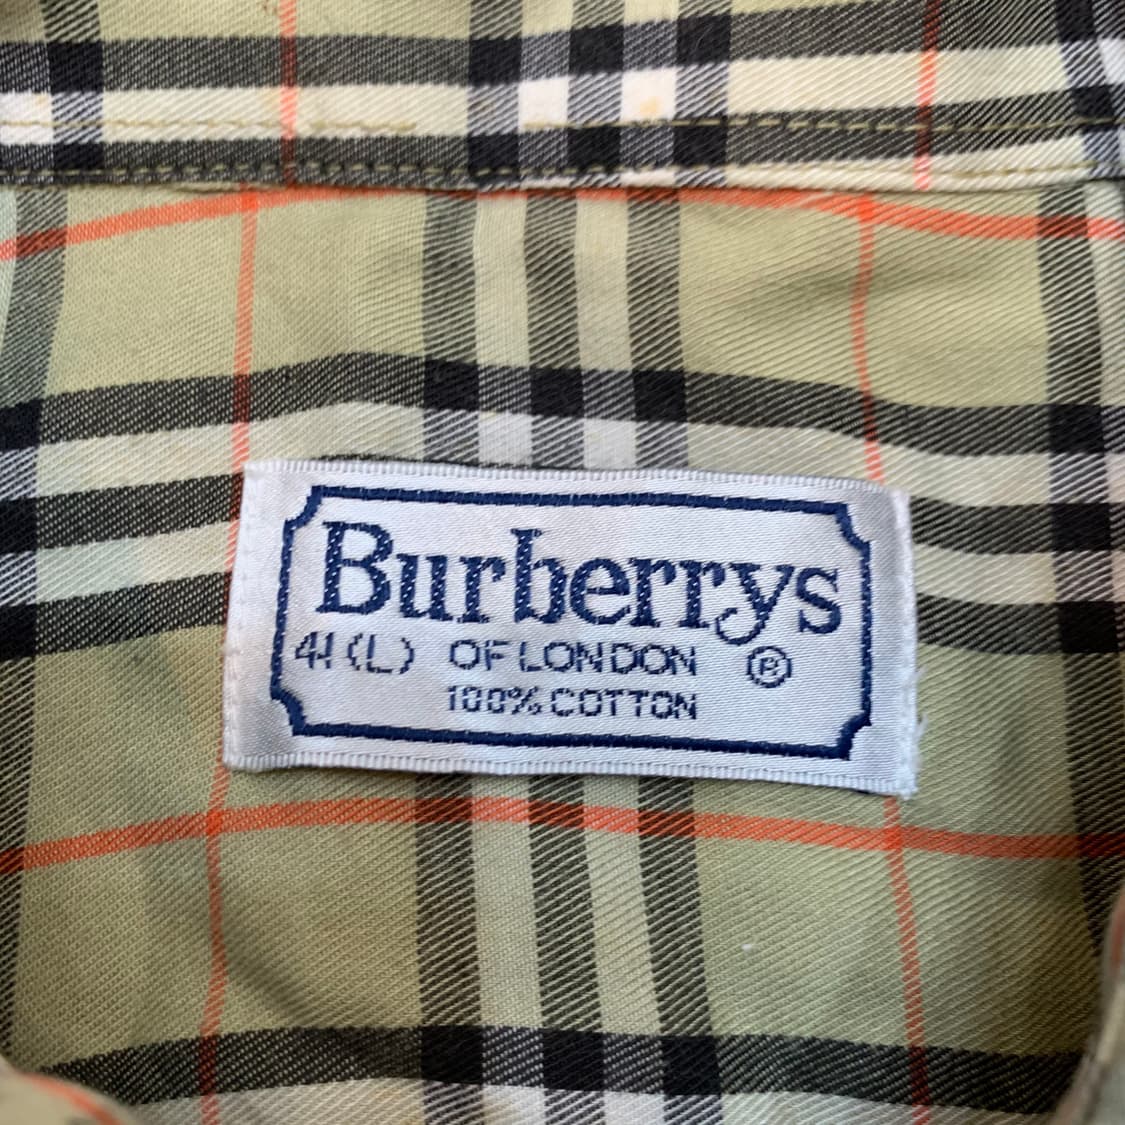 Burberrys
41 (L) OF LONDON ®
100% COTTON